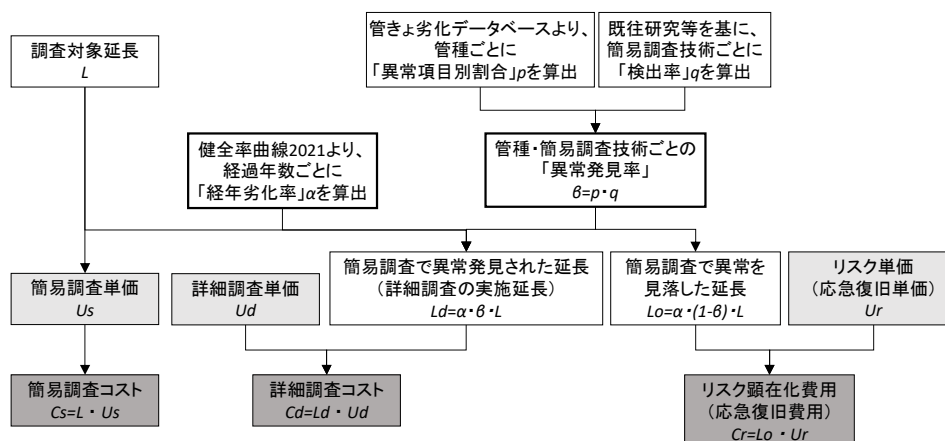 調査対象延長
L
管きょ劣化データベースより、
管種ごとに
「異常項目別割合」pを算出
既往研究等を基に、
簡易調査技術ごとに
「検出率」qを算出
健全率曲線2021より、
経過年数ごとに
「経年劣化率」αを算出
管種・簡易調査技術ごとの
「異常発見率」
β=p・q
簡易調査単価
Us
詳細調査単価
Ud
簡易調査で異常発見された延長
（詳細調査の実施延長）
Ld=α・β・L
簡易調査で異常を
見落した延長
Lo=α・(1-β)・L
リスク単価
（応急復旧単価）
Ur
簡易調査コスト
Cs=L ・ Us
詳細調査コスト
Cd=Ld ・ Ud
リスク顕在化費用
（応急復旧費用）
Cr=Lo ・ Ur